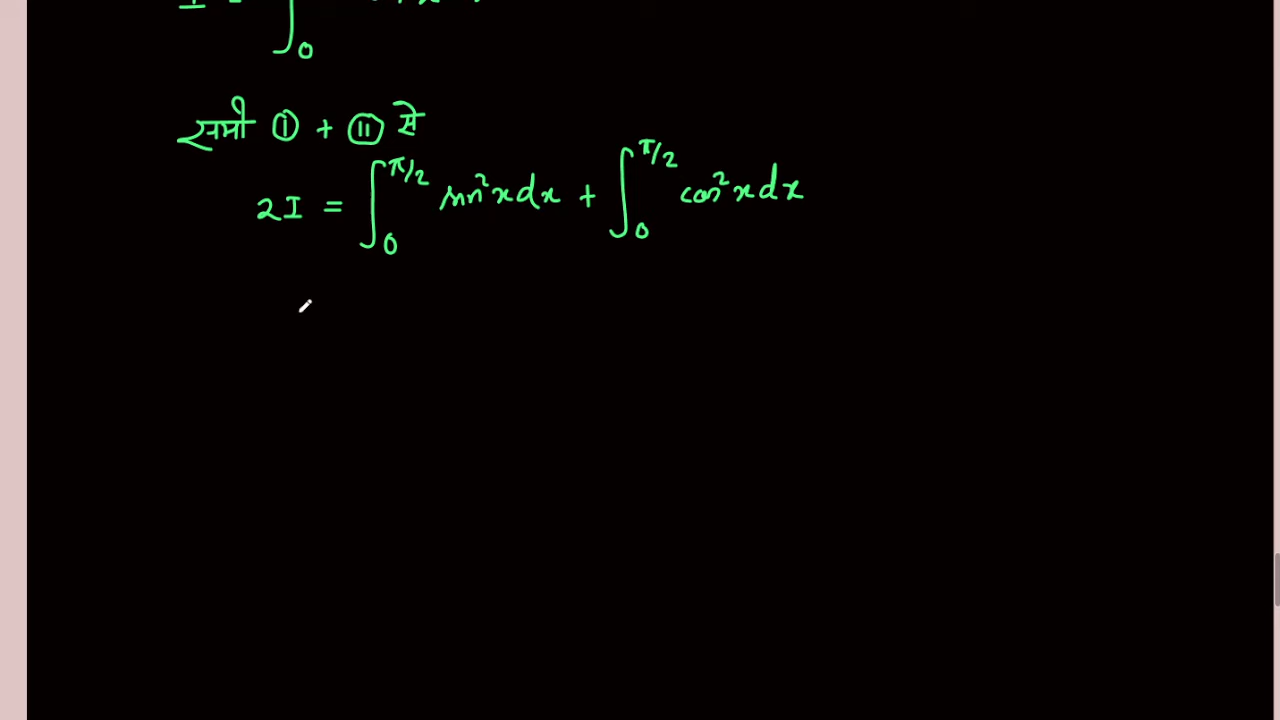 समी ① + ⑪ से
2I = ∫₀^π/2 sin²x dx + ∫₀^π/2 cos²x dx